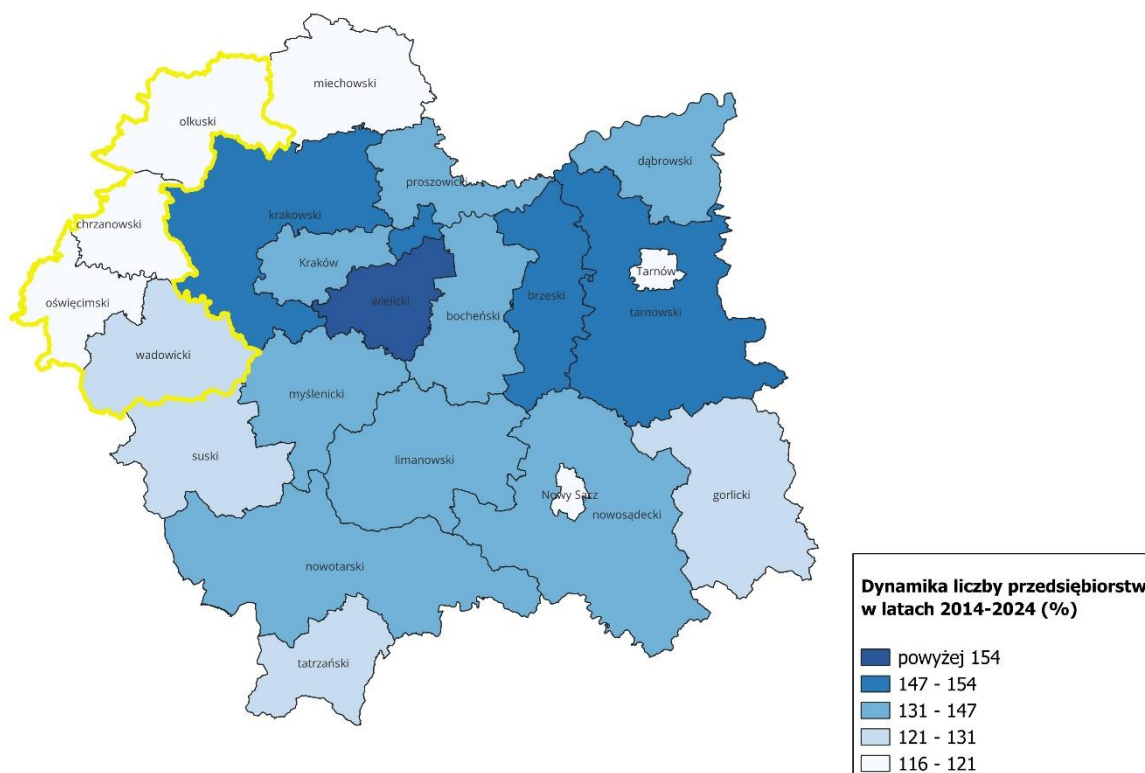 miechowski
olkuski
dąbrowski
proszowicki
chrzanowski
krakowski
Kraków
Tarnów
oświęcimski
wielicki
brzeski
tarnowski
bocheński
wadowicki
myślenicki
suski
limanowski
Nowy Sącz
gorlicki
nowosądecki
nowotarski
tatrzański
Dynamika liczby przedsiębiorstw
w latach 2014-2024 (%)
powyżej 154
147 - 154
131 - 147
121 - 131
116 - 121